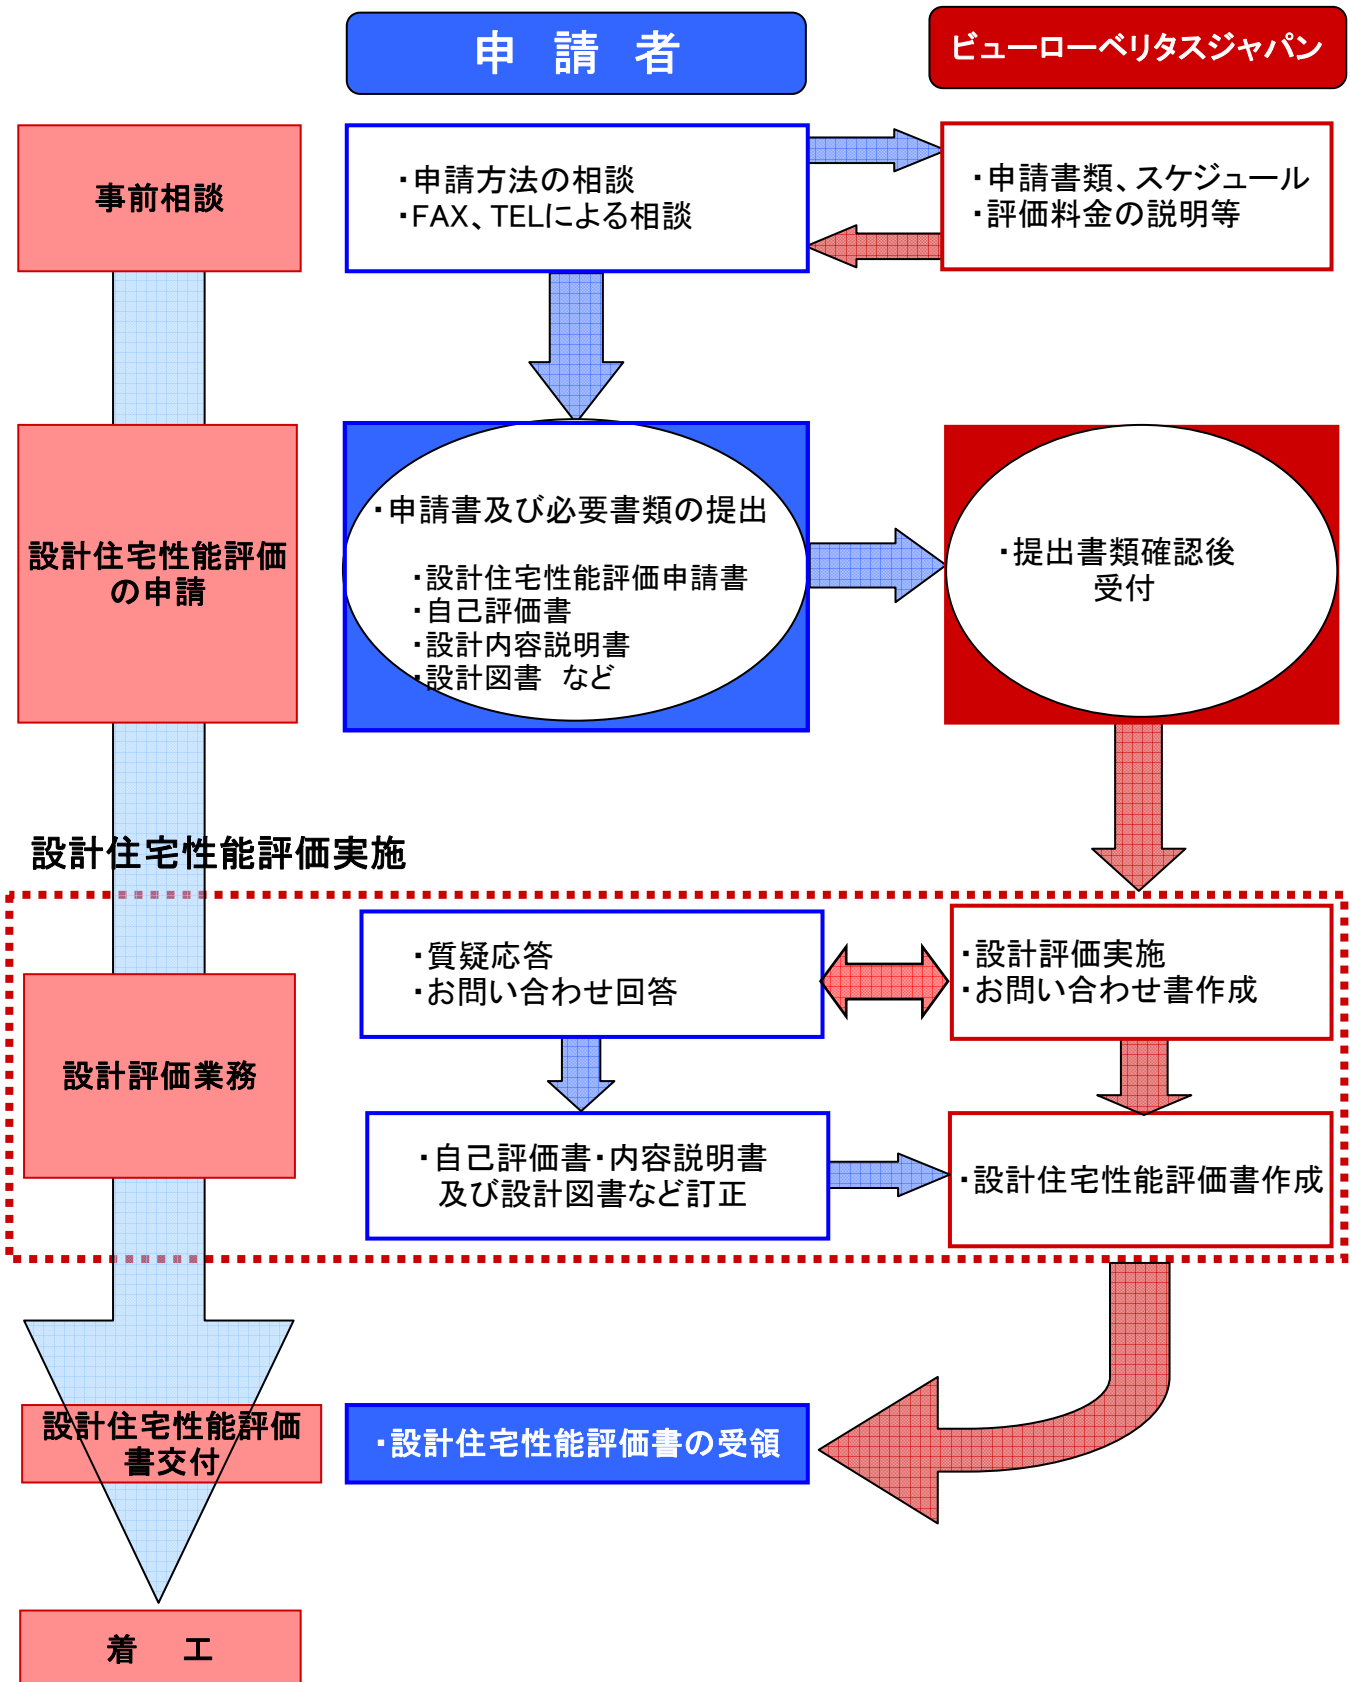 申　請　者
ビューローベリタスジャパン
事前相談
・申請方法の相談
・FAX、TELによる相談
・申請書類、スケジュール
・評価料金の説明等
設計住宅性能評価
の申請
・申請書及び必要書類の提出
・設計住宅性能評価申請書
・自己評価書
・設計内容説明書
・設計図書　など
・提出書類確認後
受付
設計住宅性能評価実施
設計評価業務
・質疑応答
・お問い合わせ回答
・設計評価実施
・お問い合わせ書作成
・自己評価書・内容説明書
及び設計図書など訂正
・設計住宅性能評価書作成
設計住宅性能評価
書交付
・設計住宅性能評価書の受領
着　工